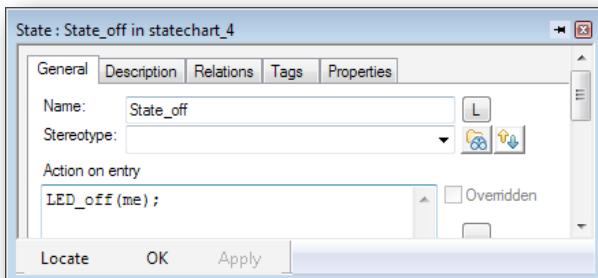 State : State_off in statechart_4
General Description Relations Tags Properties
Name: State_off L
Stereotype:
Action on entry
LED_off(me); Overridden
Locate OK Apply